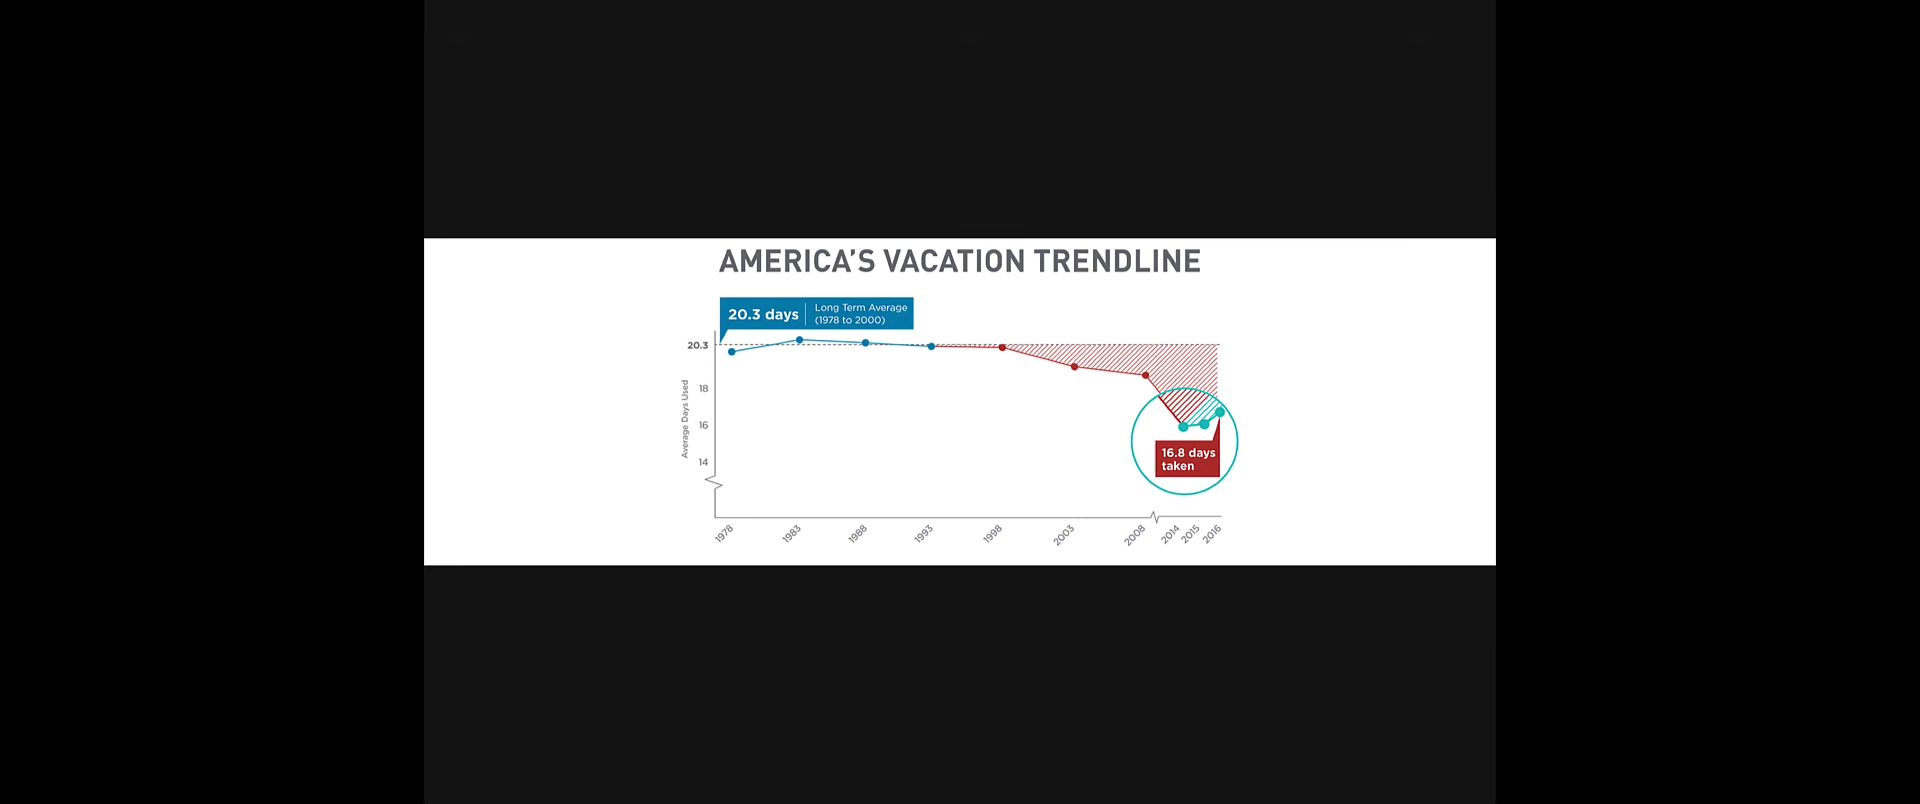 AMERICA'S VACATION TRENDLINE
20.3 days
Long Term Average
(1978 to 2000)
20.3
18
16
14
Average Days Used
16.8 days
taken
1978
1983
1988
1993
1998
2003
2008
2014
2015
2016